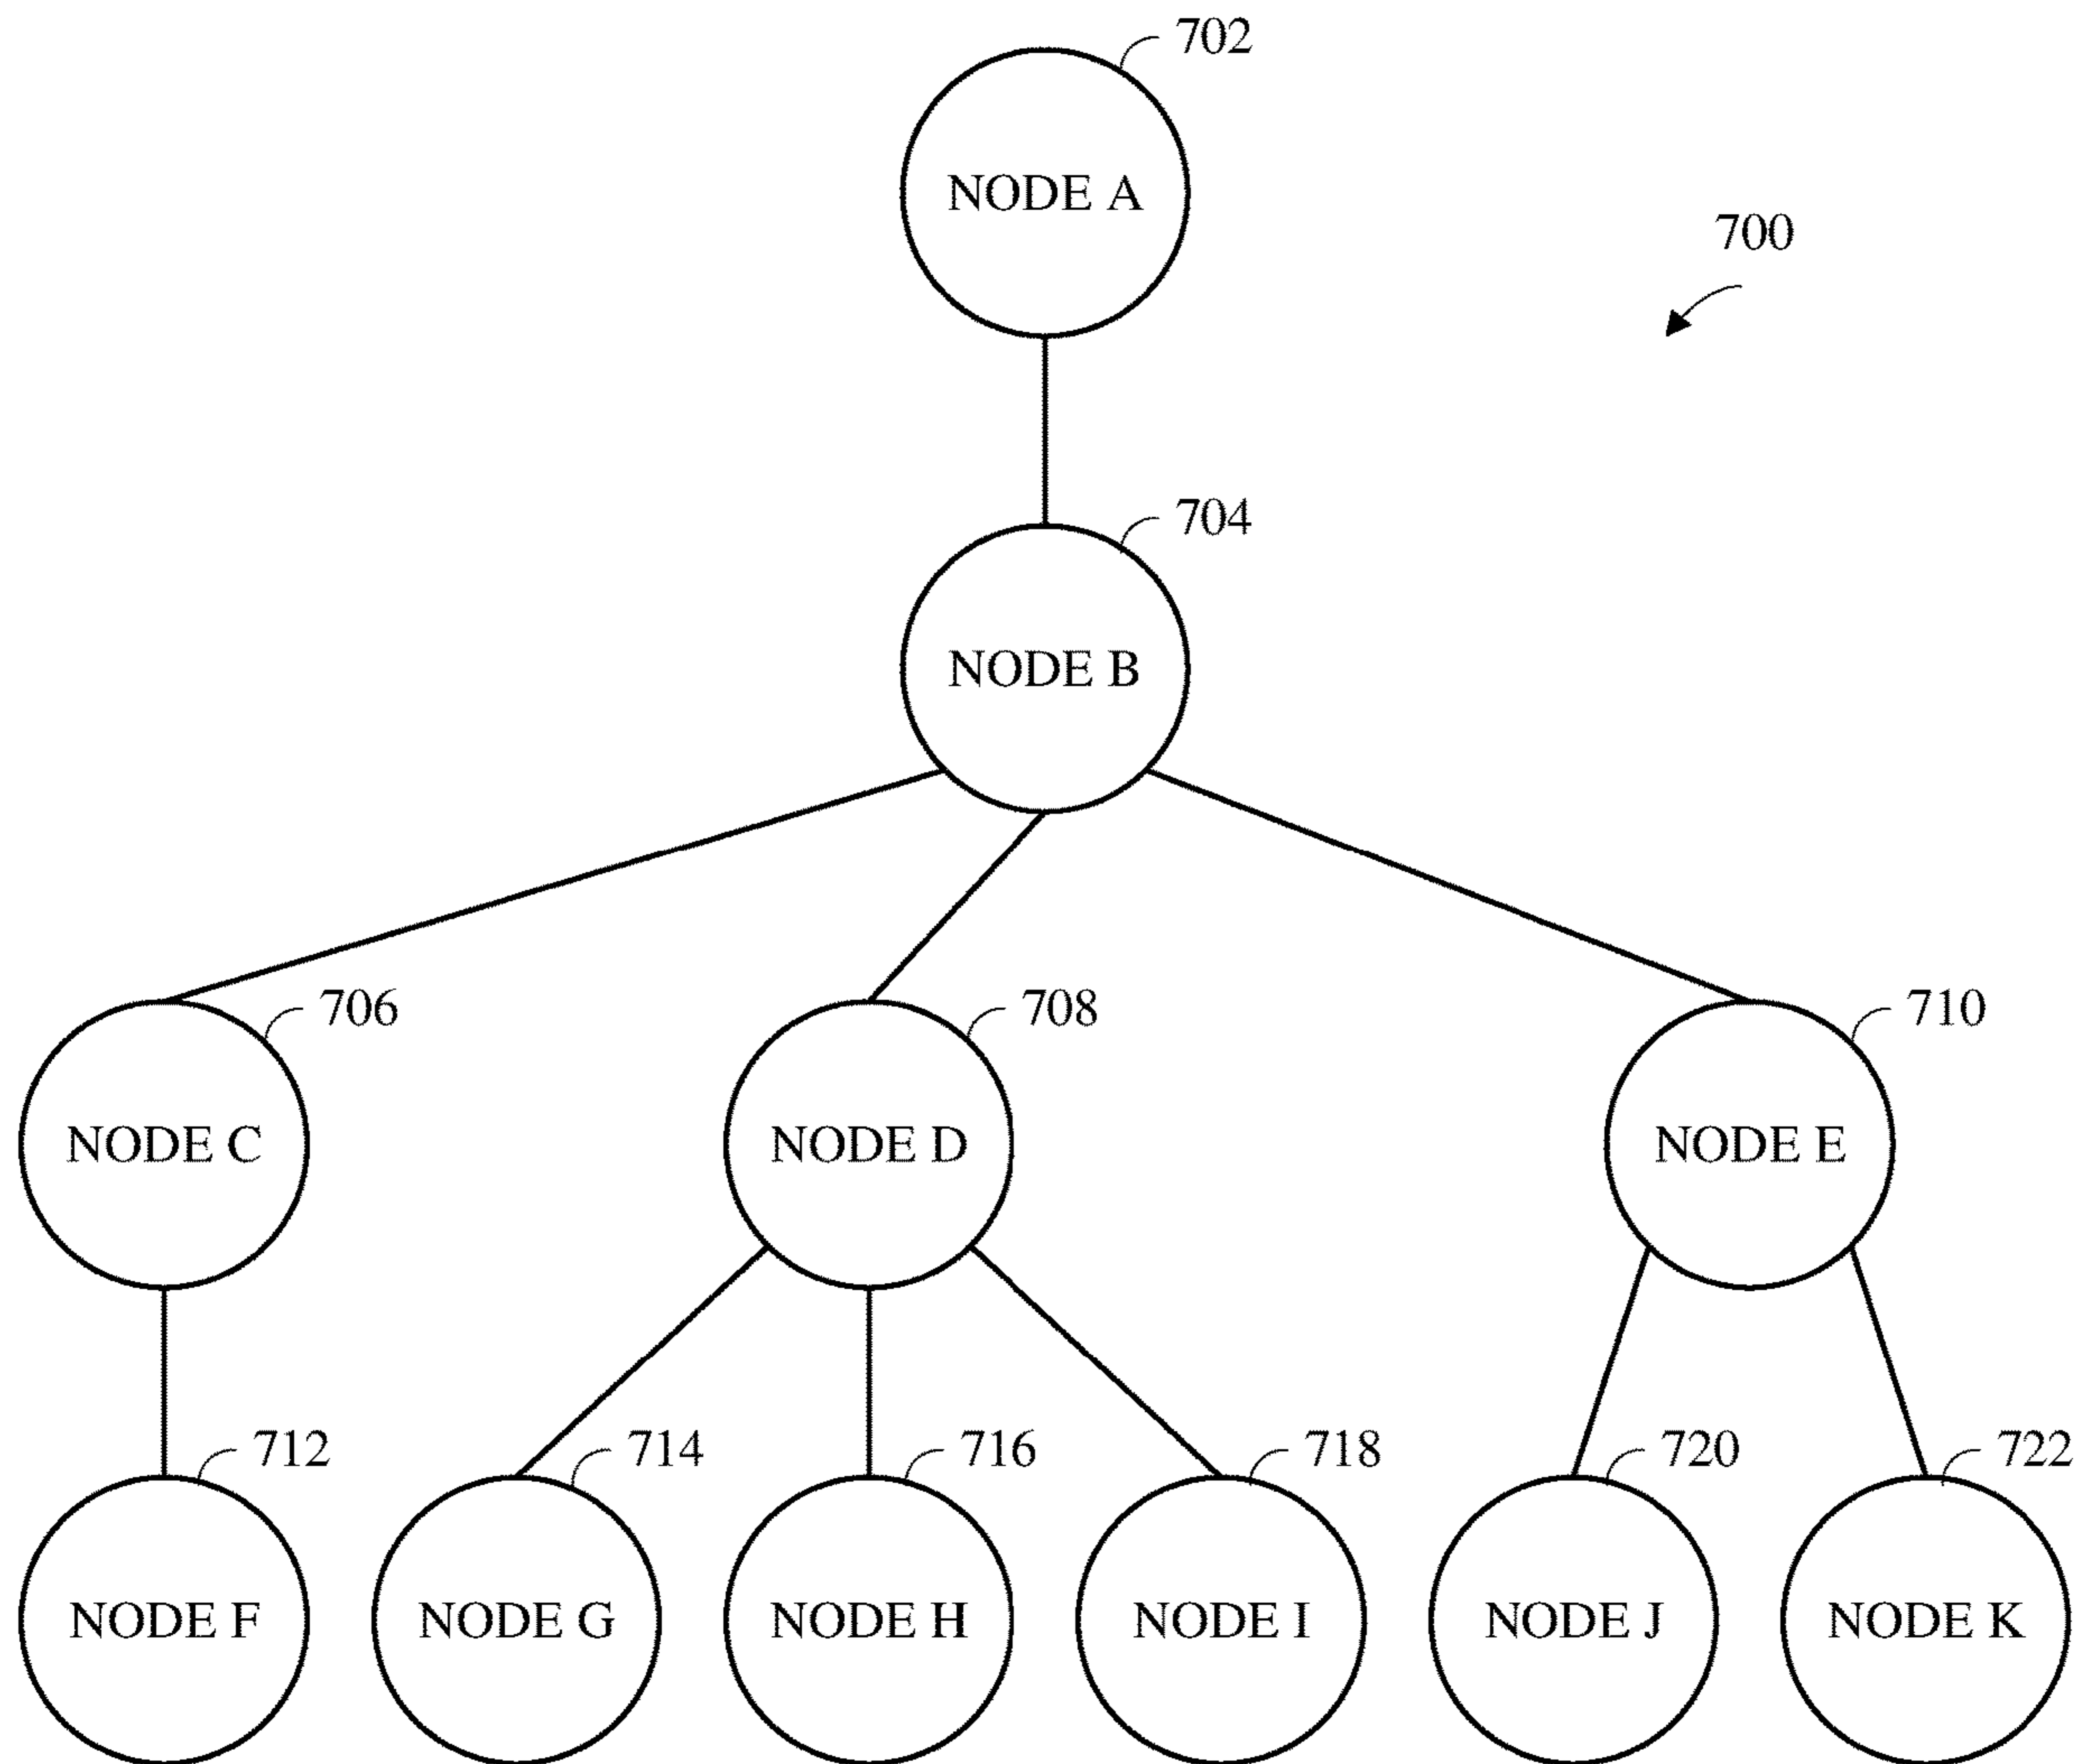 702
NODE A
700
704
NODE B
706
708
710
NODE C
NODE D
NODE E
712
714
716
718
720
722
NODE F
NODE G
NODE H
NODE I
NODE J
NODE K